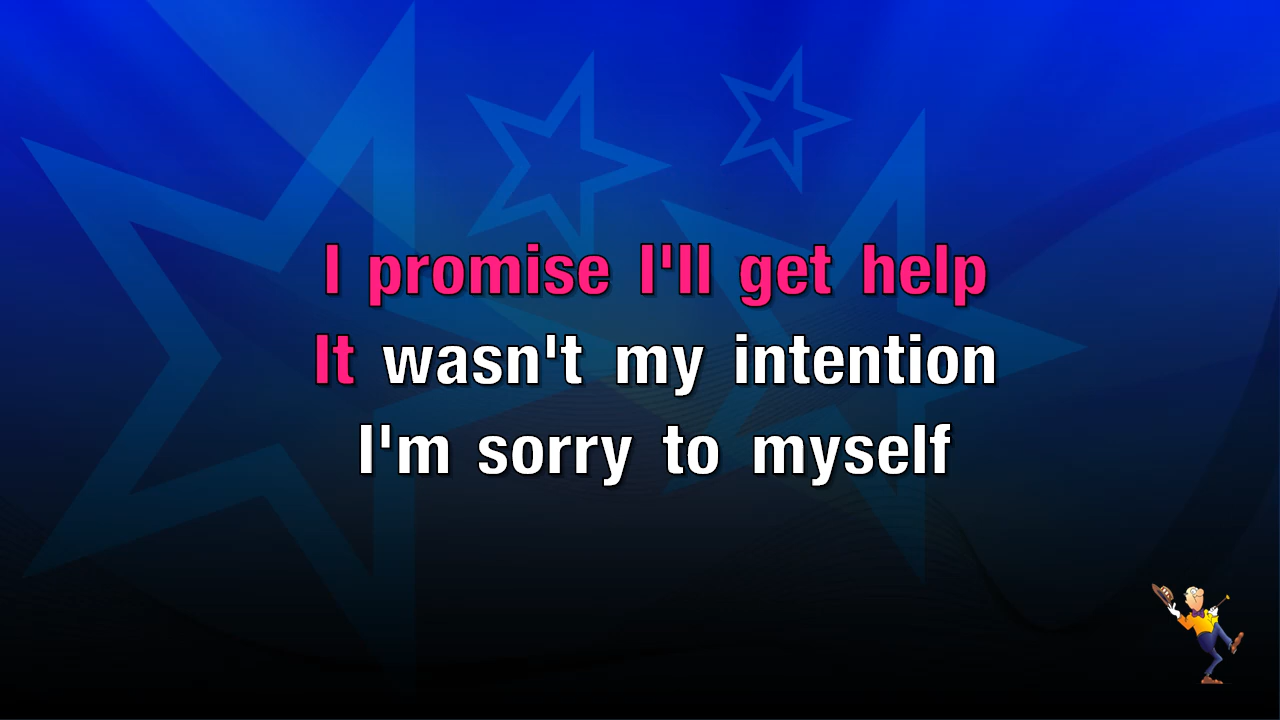 I promise I'll get help
It wasn't my intention
I'm sorry to myself